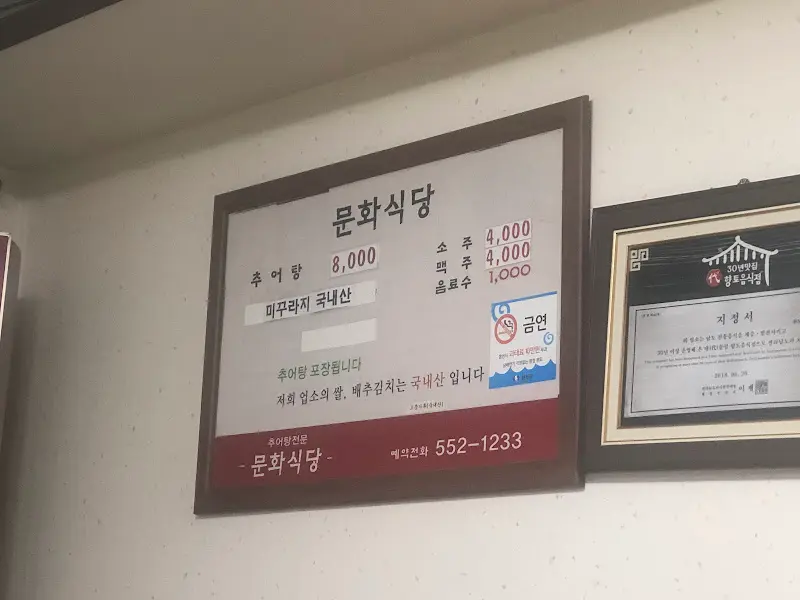 문화식당
추어탕 8,000
미꾸라지 국내산
소주 4,000
맥주 4,000
음료수 1,000
금연
추어탕 포장됩니다
저희 업소의 쌀, 배추김치는 국내산 입니다
추어탕전문
- 문화식당 -
예약전화 552-1233
30년맛집
代 향토음식점
지정서